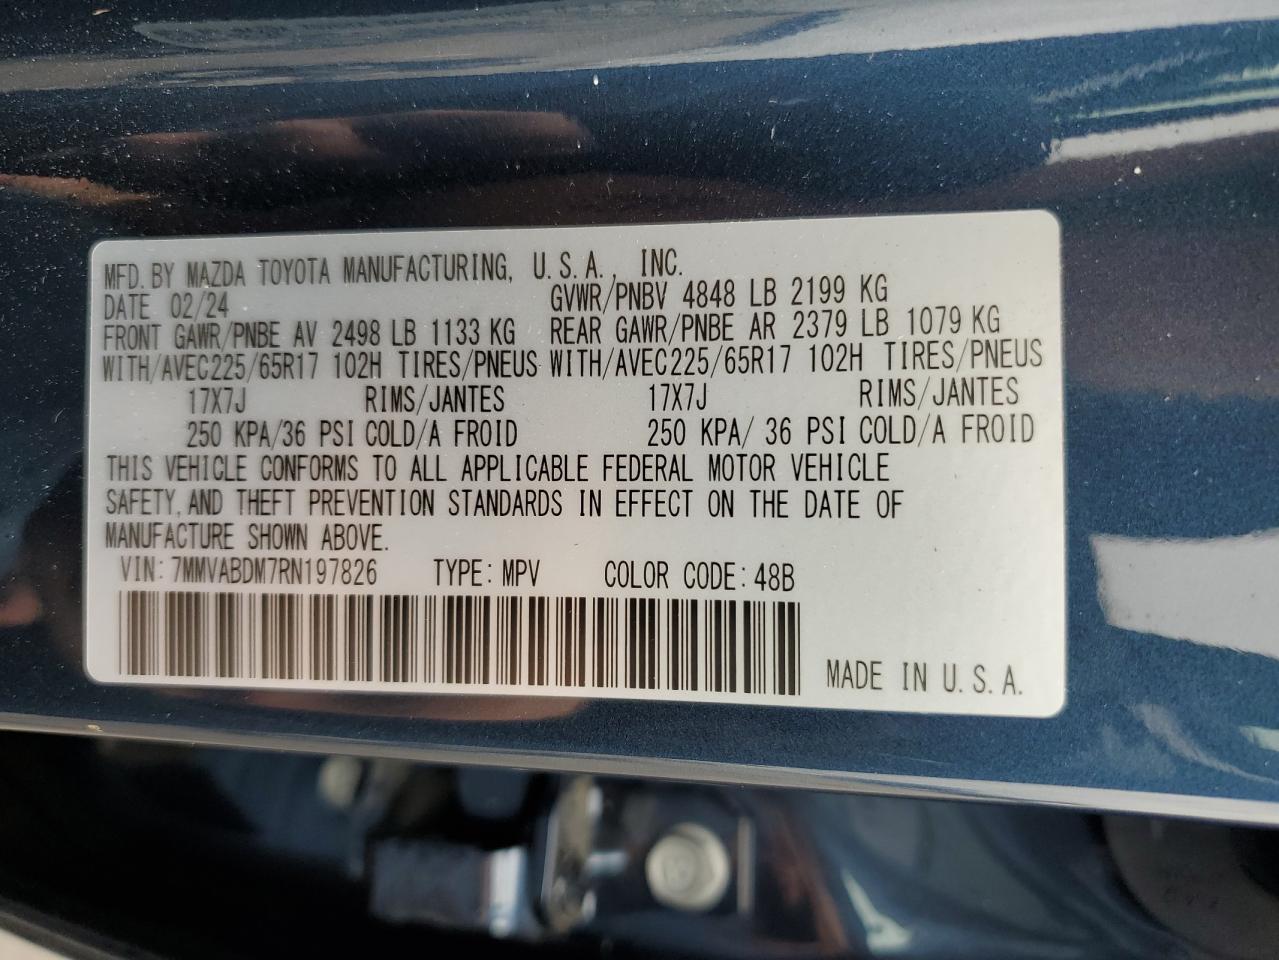 MFD. BY MAZDA TOYOTA MANUFACTURING, U.S.A., INC.
DATE 02/24 GVWR/PNBV 4848 LB 2199 KG
FRONT GAWR/PNBE AV 2498 LB 1133 KG REAR GAWR/PNBE AR 2379 LB 1079 KG
WITH/AVEC225/65R17 102H TIRES/PNEUS WITH/AVEC225/65R17 102H TIRES/PNEUS
17X7J RIMS/JANTES 17X7J RIMS/JANTES
250 KPA/36 PSI COLD/A FROID 250 KPA/ 36 PSI COLD/A FROID
THIS VEHICLE CONFORMS TO ALL APPLICABLE FEDERAL MOTOR VEHICLE
SAFETY, AND THEFT PREVENTION STANDARDS IN EFFECT ON THE DATE OF
MANUFACTURE SHOWN ABOVE.
VIN: 7MMVABDM7RN197826 TYPE: MPV COLOR CODE: 48B
MADE IN U.S.A.